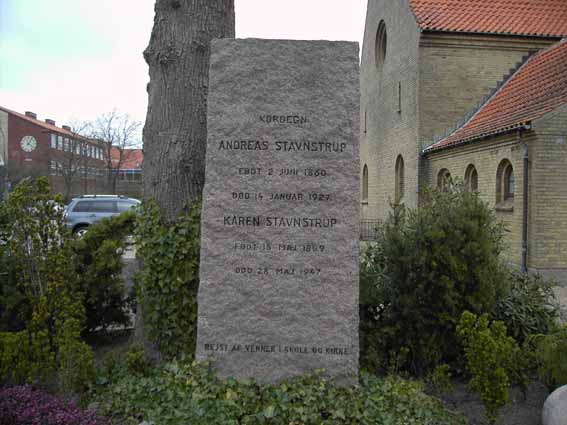 KORDEGN
ANDREAS STAVNSTRUP
FØDT 2 JUNI 1860
DØD 14 JANUAR 1927
KAREN STAVNSTRUP
FØDT 15 MAJ 1859
DØD 28 MAJ 1947
REJST AF VENNER I SKOLE OG KIRKE